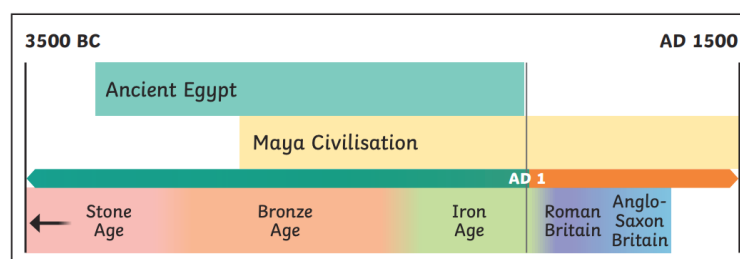 3500 BC
AD 1500
Ancient Egypt
Maya Civilisation
AD 1
Stone
Age
Bronze
Age
Iron
Age
Roman
Britain
Anglo-
Saxon
Britain